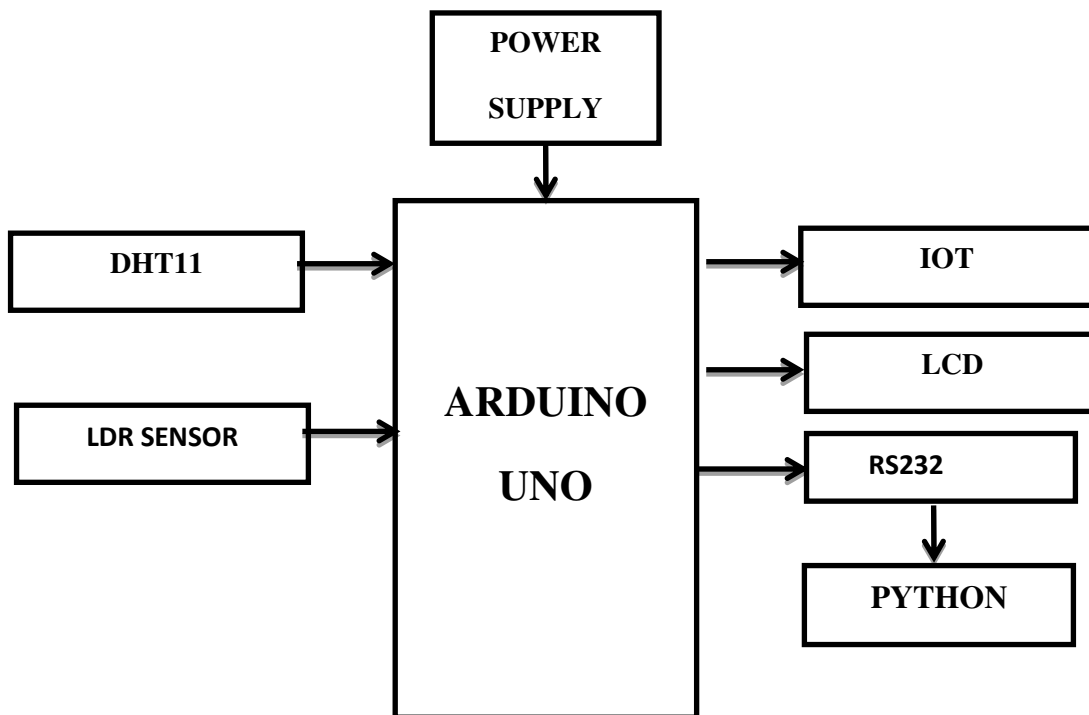 POWER
SUPPLY
DHT11
IOT
LCD
ARDUINO
UNO
LDR SENSOR
RS232
PYTHON